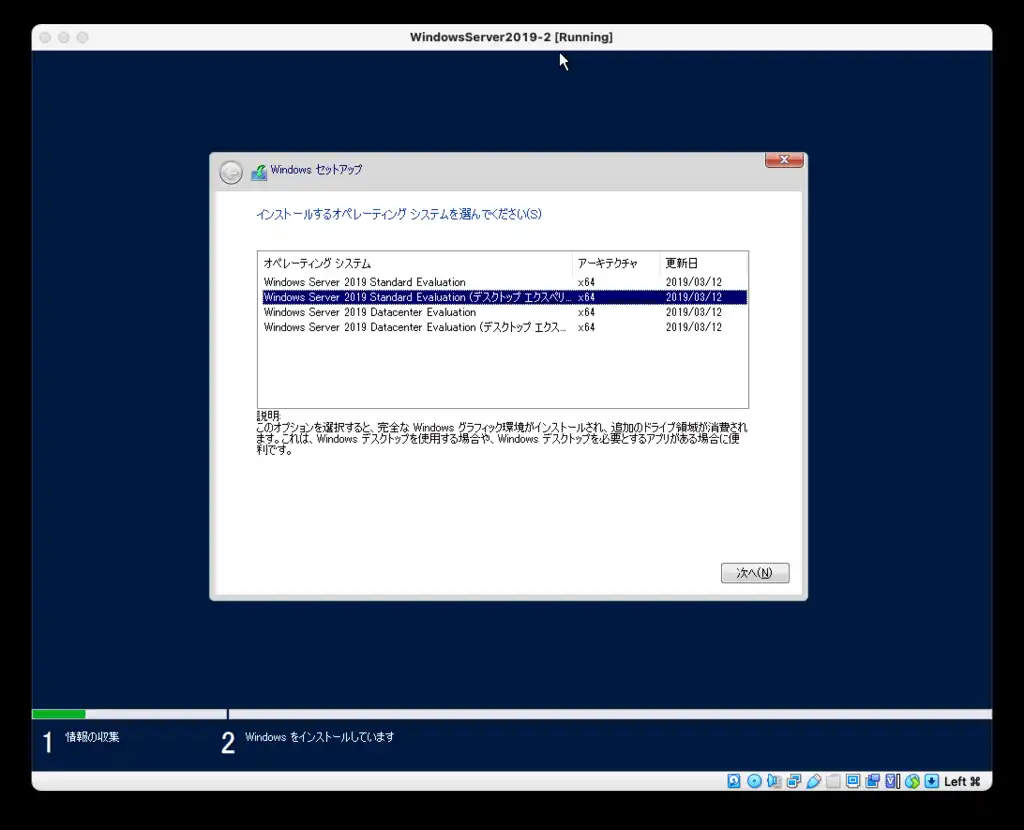 WindowsServer2019-2 [Running]
Windows セットアップ
インストールするオペレーティング システムを選んでください(S)
オペレーティング システム アーキテクチャ 更新日
Windows Server 2019 Standard Evaluation x64 2019/03/12
Windows Server 2019 Standard Evaluation (デスクトップ エクスペリ... x64 2019/03/12
Windows Server 2019 Datacenter Evaluation x64 2019/03/12
Windows Server 2019 Datacenter Evaluation (デスクトップ エクス... x64 2019/03/12
説明:
このオプションを選択すると、完全な Windows グラフィック環境がインストールされ、追加のドライブ領域が消費され
ます。これは、Windows デスクトップを使用する場合や、Windows デスクトップを必要とするアプリがある場合に便
利です。
次へ(N)
1 情報の収集 2 Windows をインストールしています
Left ⌘